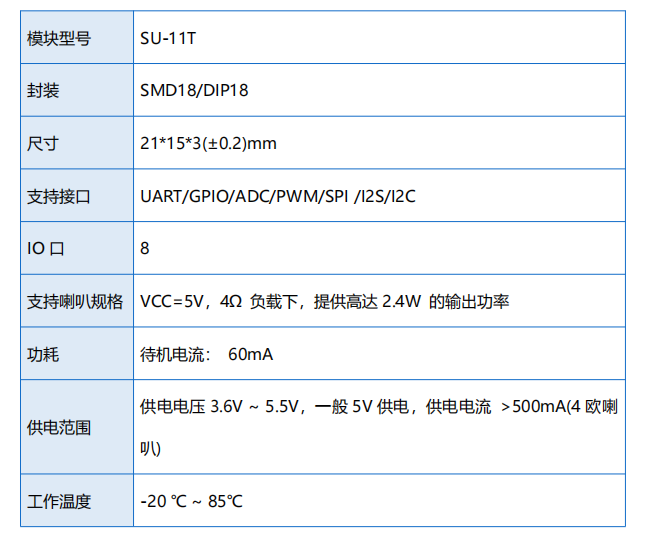 模块型号 SU-11T
封装 SMD18/DIP18
尺寸 21*15*3(±0.2)mm
支持接口 UART/GPIO/ADC/PWM/SPI /I2S/I2C
IO 口 8
支持喇叭规格 VCC=5V，4Ω 负载下，提供高达 2.4W 的输出功率
功耗 待机电流： 60mA
供电范围 供电电压 3.6V ~ 5.5V，一般 5V 供电，供电电流 >500mA(4 欧喇
叭)
工作温度 -20 ℃ ~ 85℃